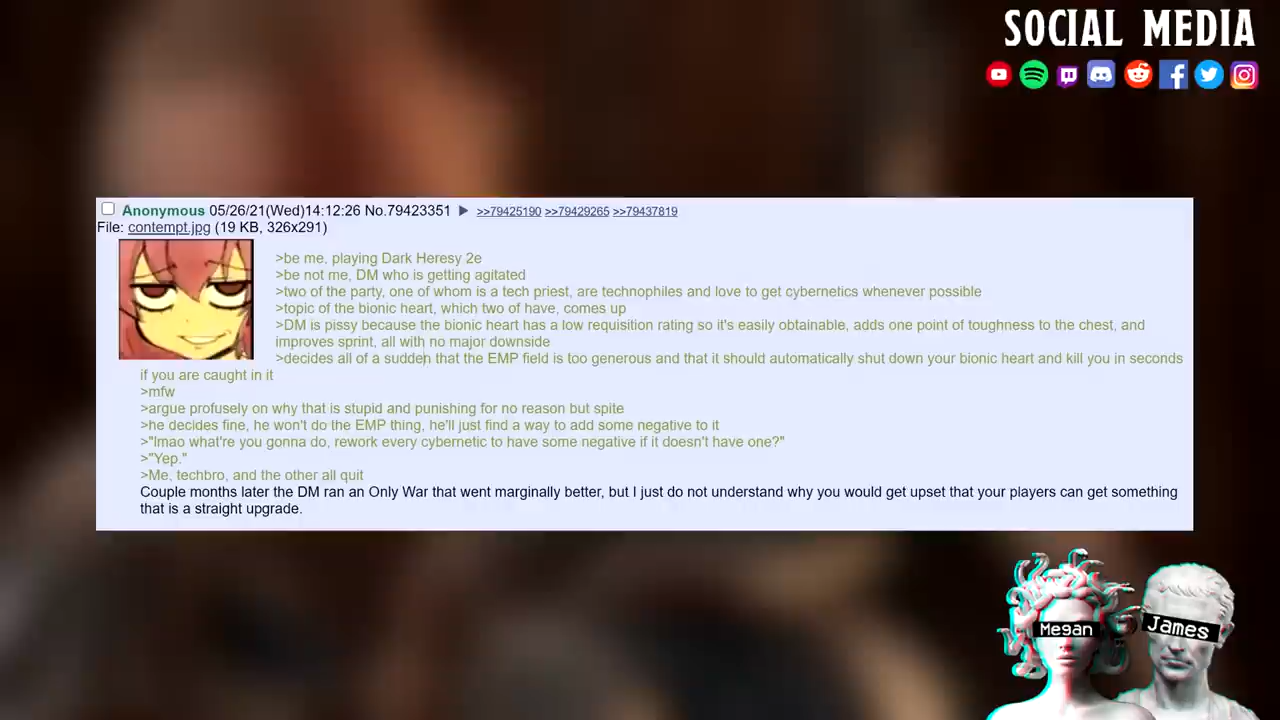 SOCIAL MEDIA
Anonymous 05/26/21(Wed)14:12:26 No.79423351 ▶ >>79425190 >>79429265 >>79437819
File: contempt.jpg (19 KB, 326x291)
>be me, playing Dark Heresy 2e
>be not me, DM who is getting agitated
>two of the party, one of whom is a tech priest, are technophiles and love to get cybernetics whenever possible
>topic of the bionic heart, which two of have, comes up
>DM is pissy because the bionic heart has a low requisition rating so it's easily obtainable, adds one point of toughness to the chest, and
improves sprint, all with no major downside
>decides all of a sudden that the EMP field is too generous and that it should automatically shut down your bionic heart and kill you in seconds
if you are caught in it
>mfw
>argue profusely on why that is stupid and punishing for no reason but spite
>he decides fine, he won't do the EMP thing, he'll just find a way to add some negative to it
>"lmao what're you gonna do, rework every cybernetic to have some negative if it doesn't have one?"
>"Yep."
>Me, techbro, and the other all quit
Couple months later the DM ran an Only War that went marginally better, but I just do not understand why you would get upset that your players can get something
that is a straight upgrade.
Megan
James